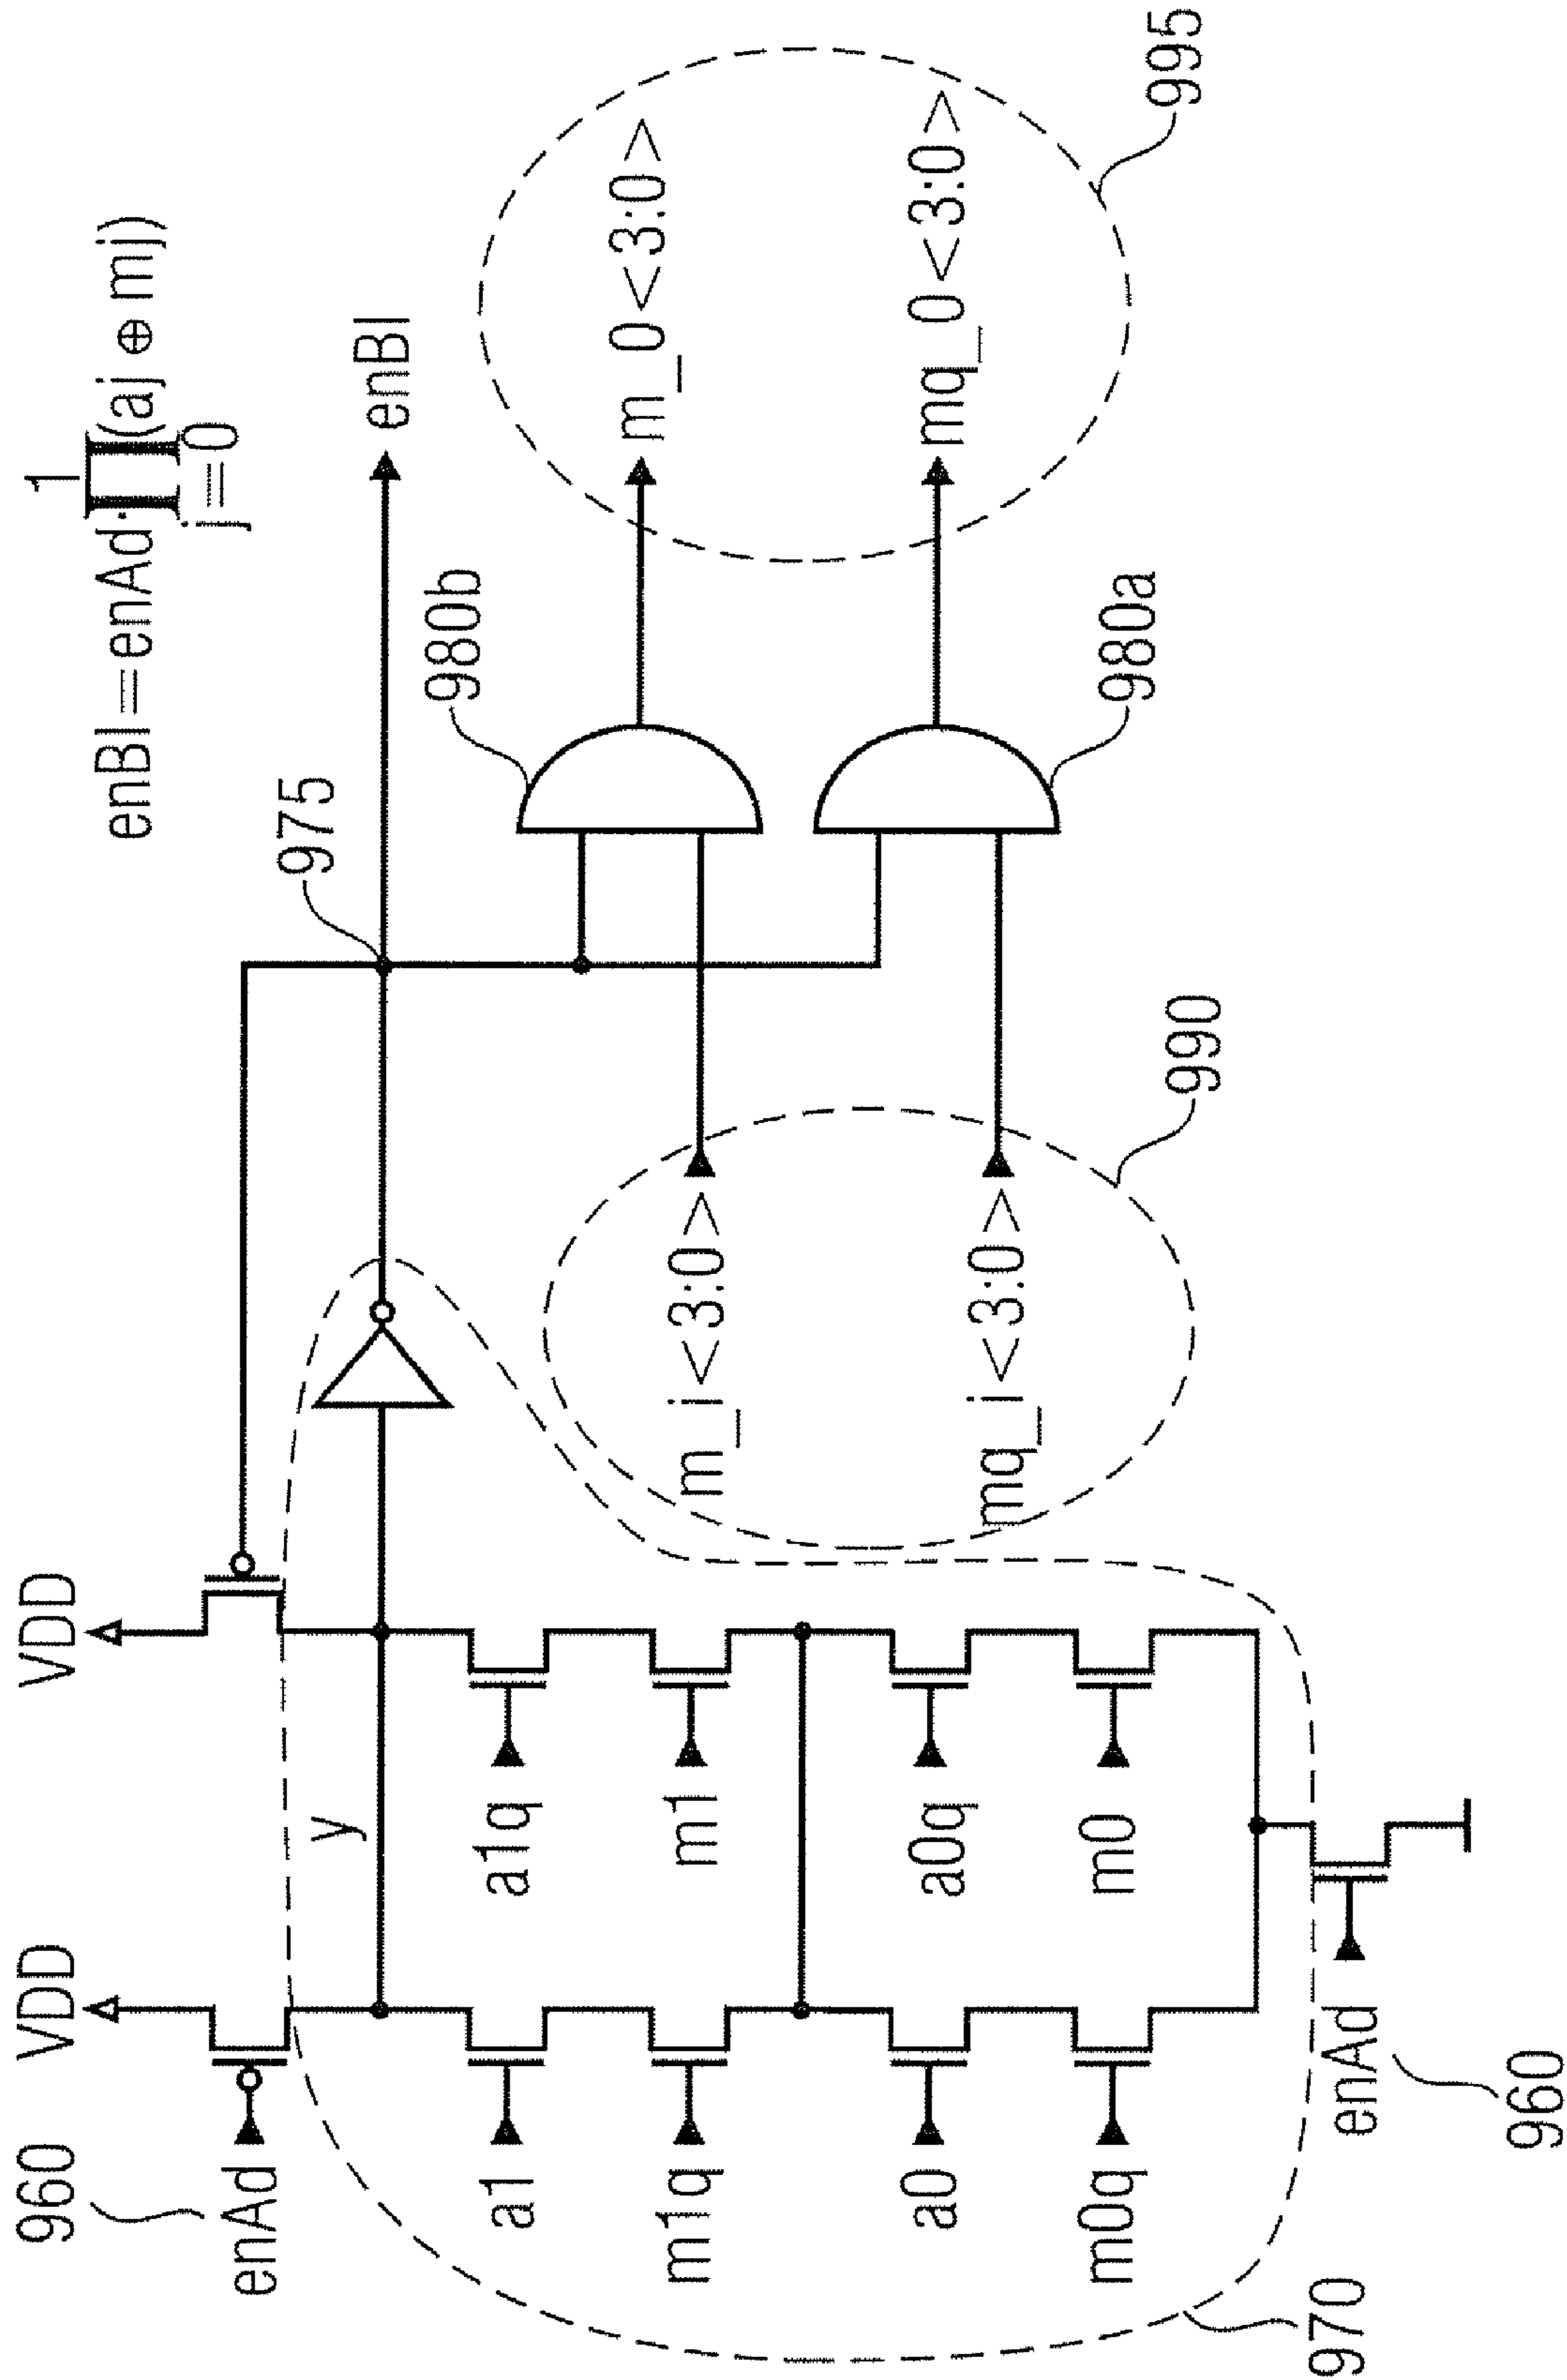 960
VDD
VDD
enBl=enAd·∏(aj ⊕ mj)
1
j=0
enAd
y
975
enBl
a1
a1q
980b
m1q
m1
m_i<3:0>
m_0<3:0>
a0
a0q
mq_i<3:0>
mq_0<3:0>
m0q
m0
980a
990
995
970
enAd
960